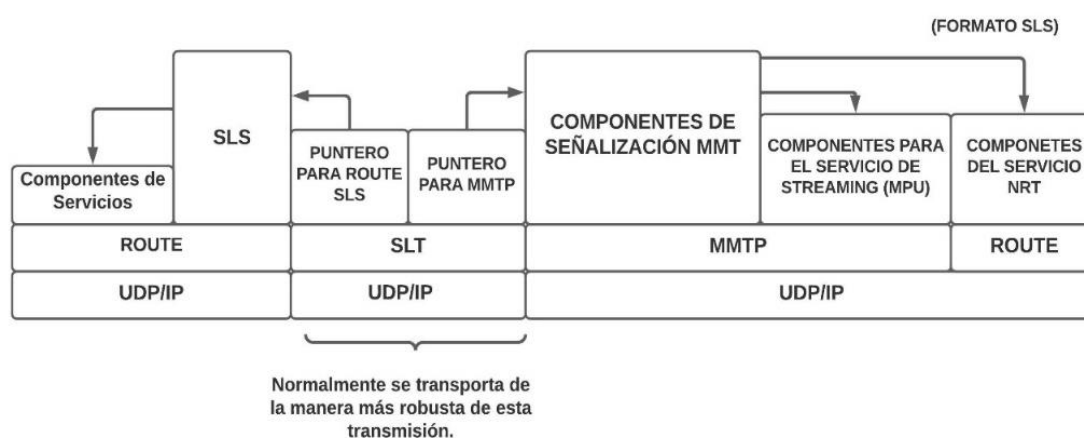 (FORMATO SLS)
SLS
COMPONENTES DE
SEÑALIZACIÓN MMT
Componentes de
Servicios
PUNTERO
PARA ROUTE
SLS
PUNTERO
PARA MMTP
COMPONENTES PARA
EL SERVICIO DE
STREAMING (MPU)
COMPONETES
DEL SERVICIO
NRT
ROUTE
SLT
MMTP
ROUTE
UDP/IP
UDP/IP
UDP/IP
Normalmente se transporta de
la manera más robusta de esta
transmisión.